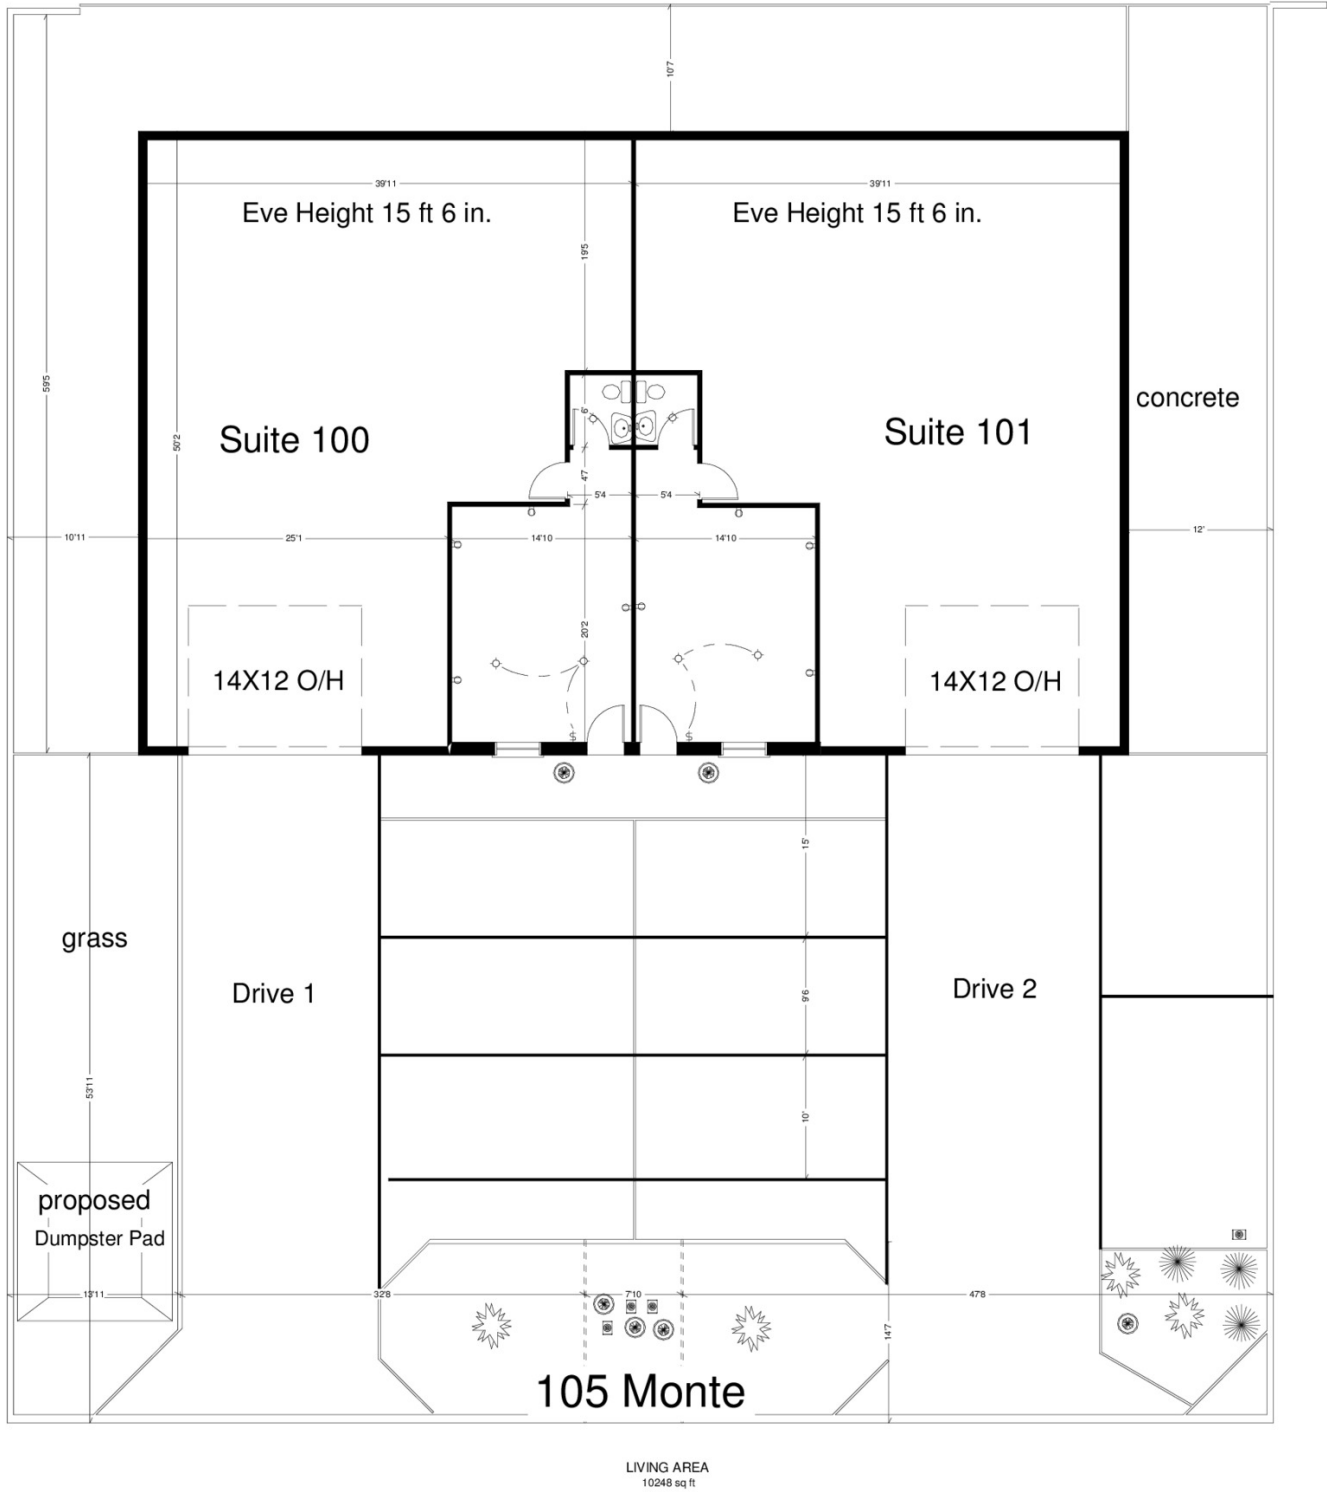 10'7
39'11
39'11
Eve Height 15 ft 6 in.
Eve Height 15 ft 6 in.
19'5
59'5
concrete
6'
Suite 100
Suite 101
50'2
4'7
5'4
5'4
10'11
25'1
14'10
14'10
12'
20'2
14X12 O/H
14X12 O/H
S
S
15'
grass
Drive 1
Drive 2
9'6
53'11
10'
proposed
Dumpster Pad
13'11
32'8
7'10
47'8
14'7
105 Monte
LIVING AREA
10248 sq ft